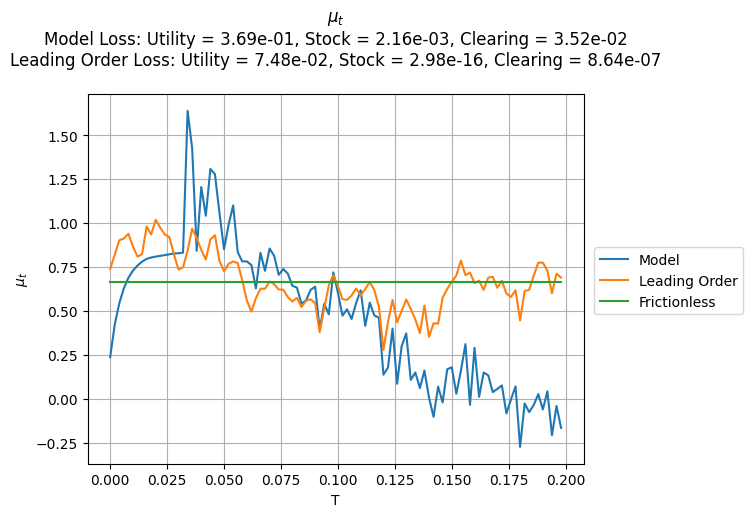 μt
Model Loss: Utility = 3.69e-01, Stock = 2.16e-03, Clearing = 3.52e-02
Leading Order Loss: Utility = 7.48e-02, Stock = 2.98e-16, Clearing = 8.64e-07
1.50
1.25
1.00
0.75
0.50
0.25
0.00
−0.25
μt
0.000 0.025 0.050 0.075 0.100 0.125 0.150 0.175 0.200
T
Model
Leading Order
Frictionless